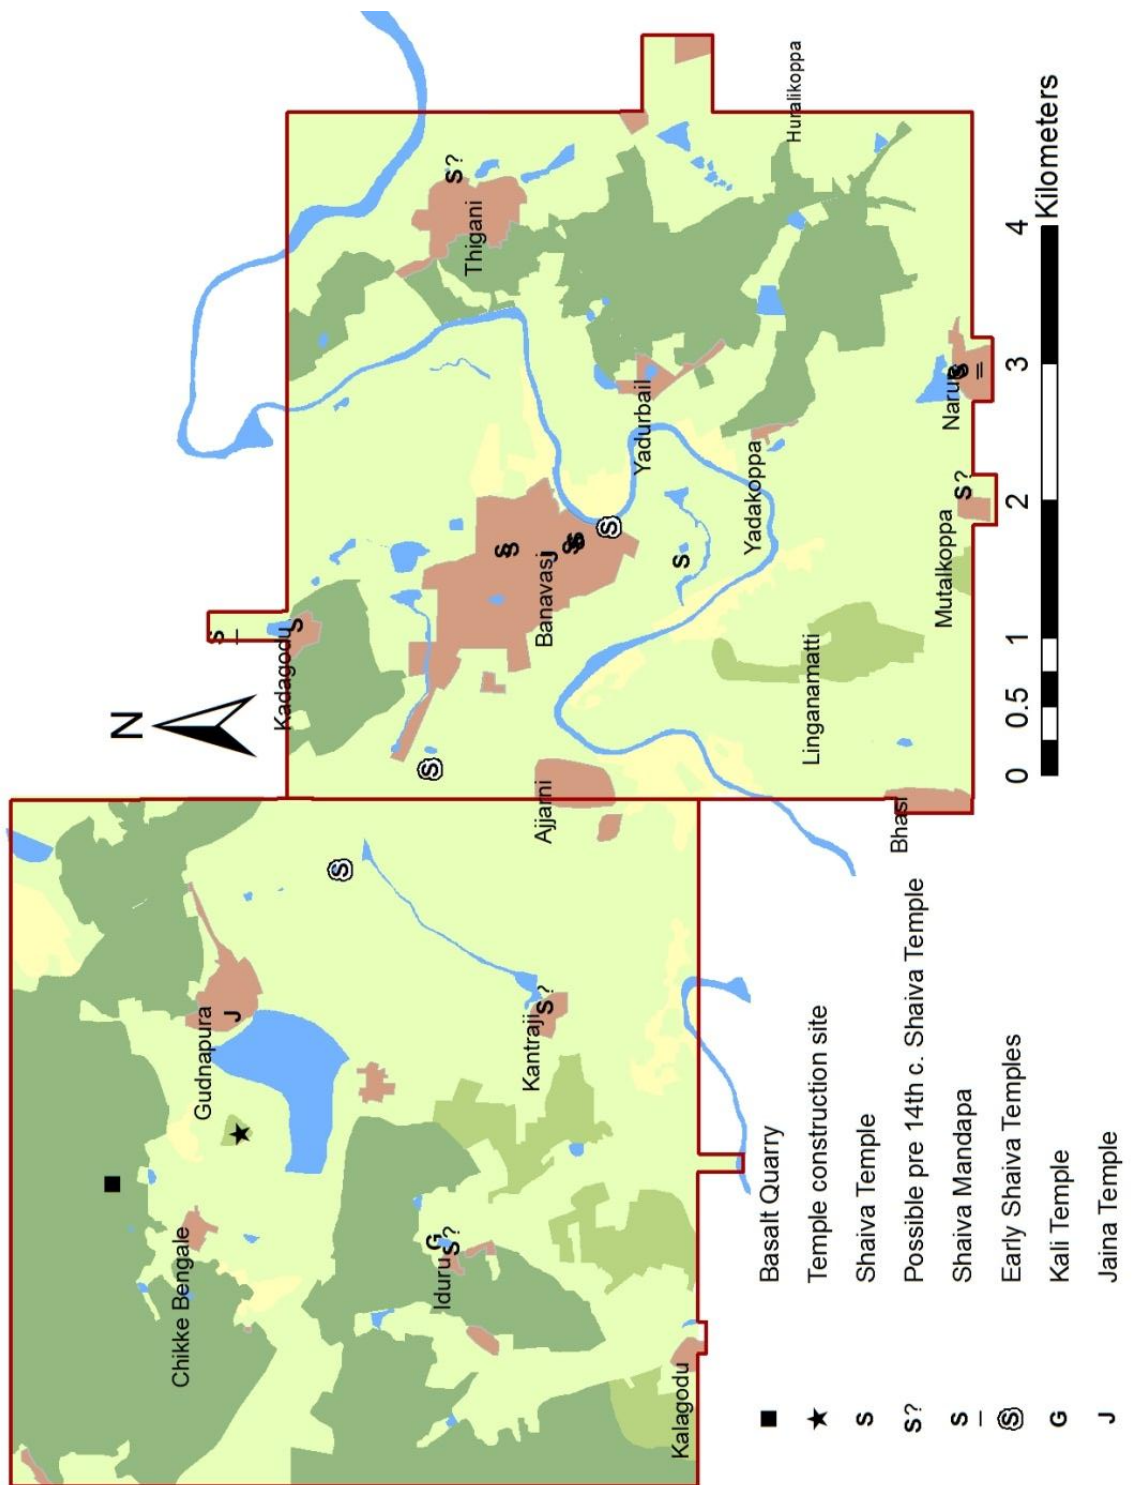 N
Kadagodu
S
S
Chikke Bengale
Gudnapura
J
Iduru
G
S?
Kantraji
S?
Kalagodu
Ajjarni
Banavasi
J
S
S
S
S
S
S
S
S
S
Thigani
S?
Yadurbail
Yadakoppa
Huralikoppa
Linganamatti
Bhasi
Mutalkoppa
S?
S
=
0 0.5 1 2 3 4
Kilometers
Basalt Quarry
Temple construction site
S Shaiva Temple
S? Possible pre 14th c. Shaiva Temple
S Shaiva Mandapa
S Early Shaiva Temples
G Kali Temple
J Jaina Temple